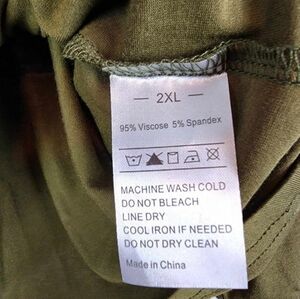 — 2XL —
95% Viscose 5% Spandex
MACHINE WASH COLD
DO NOT BLEACH
LINE DRY
COOL IRON IF NEEDED
DO NOT DRY CLEAN
Made in China